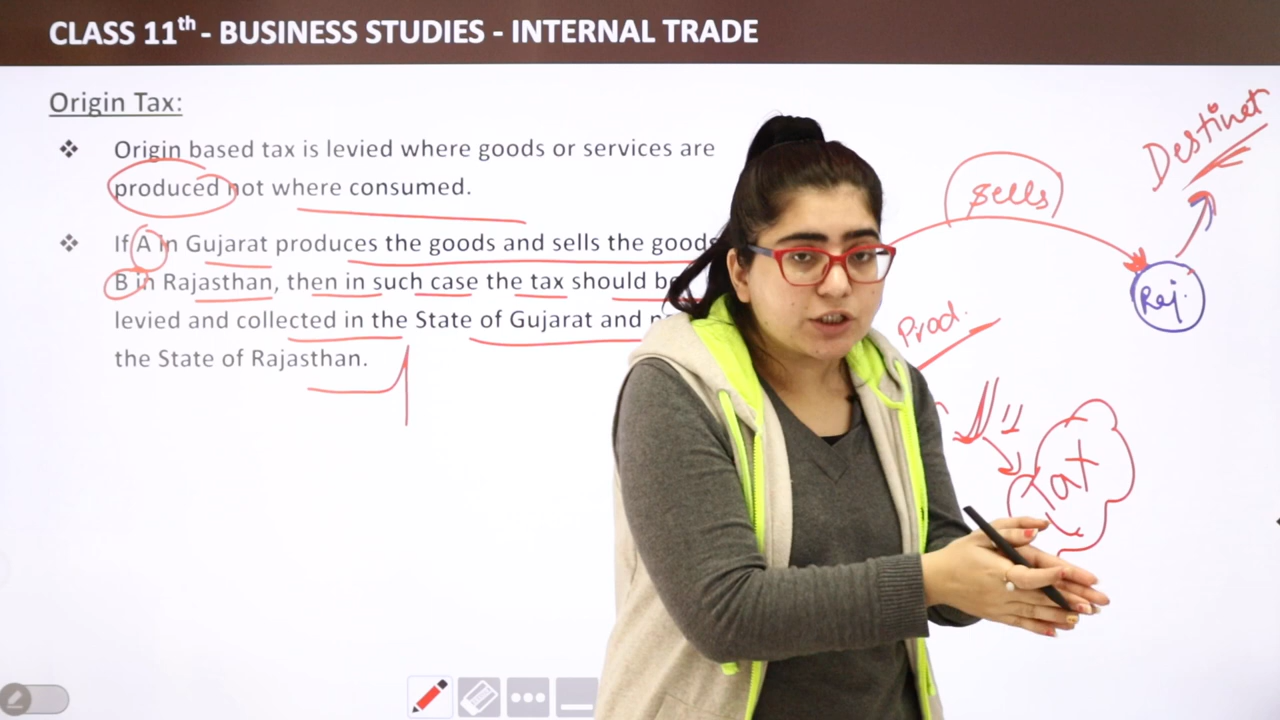 CLASS 11th - BUSINESS STUDIES - INTERNAL TRADE
Origin Tax:
❖ Origin based tax is levied where goods or services are
produced not where consumed.
❖ If A in Gujarat produces the goods and sells the goods
B in Rajasthan, then in such case the tax should be
levied and collected in the State of Gujarat and
the State of Rajasthan.
Destinat
sells
Raj.
Prod.
Tax